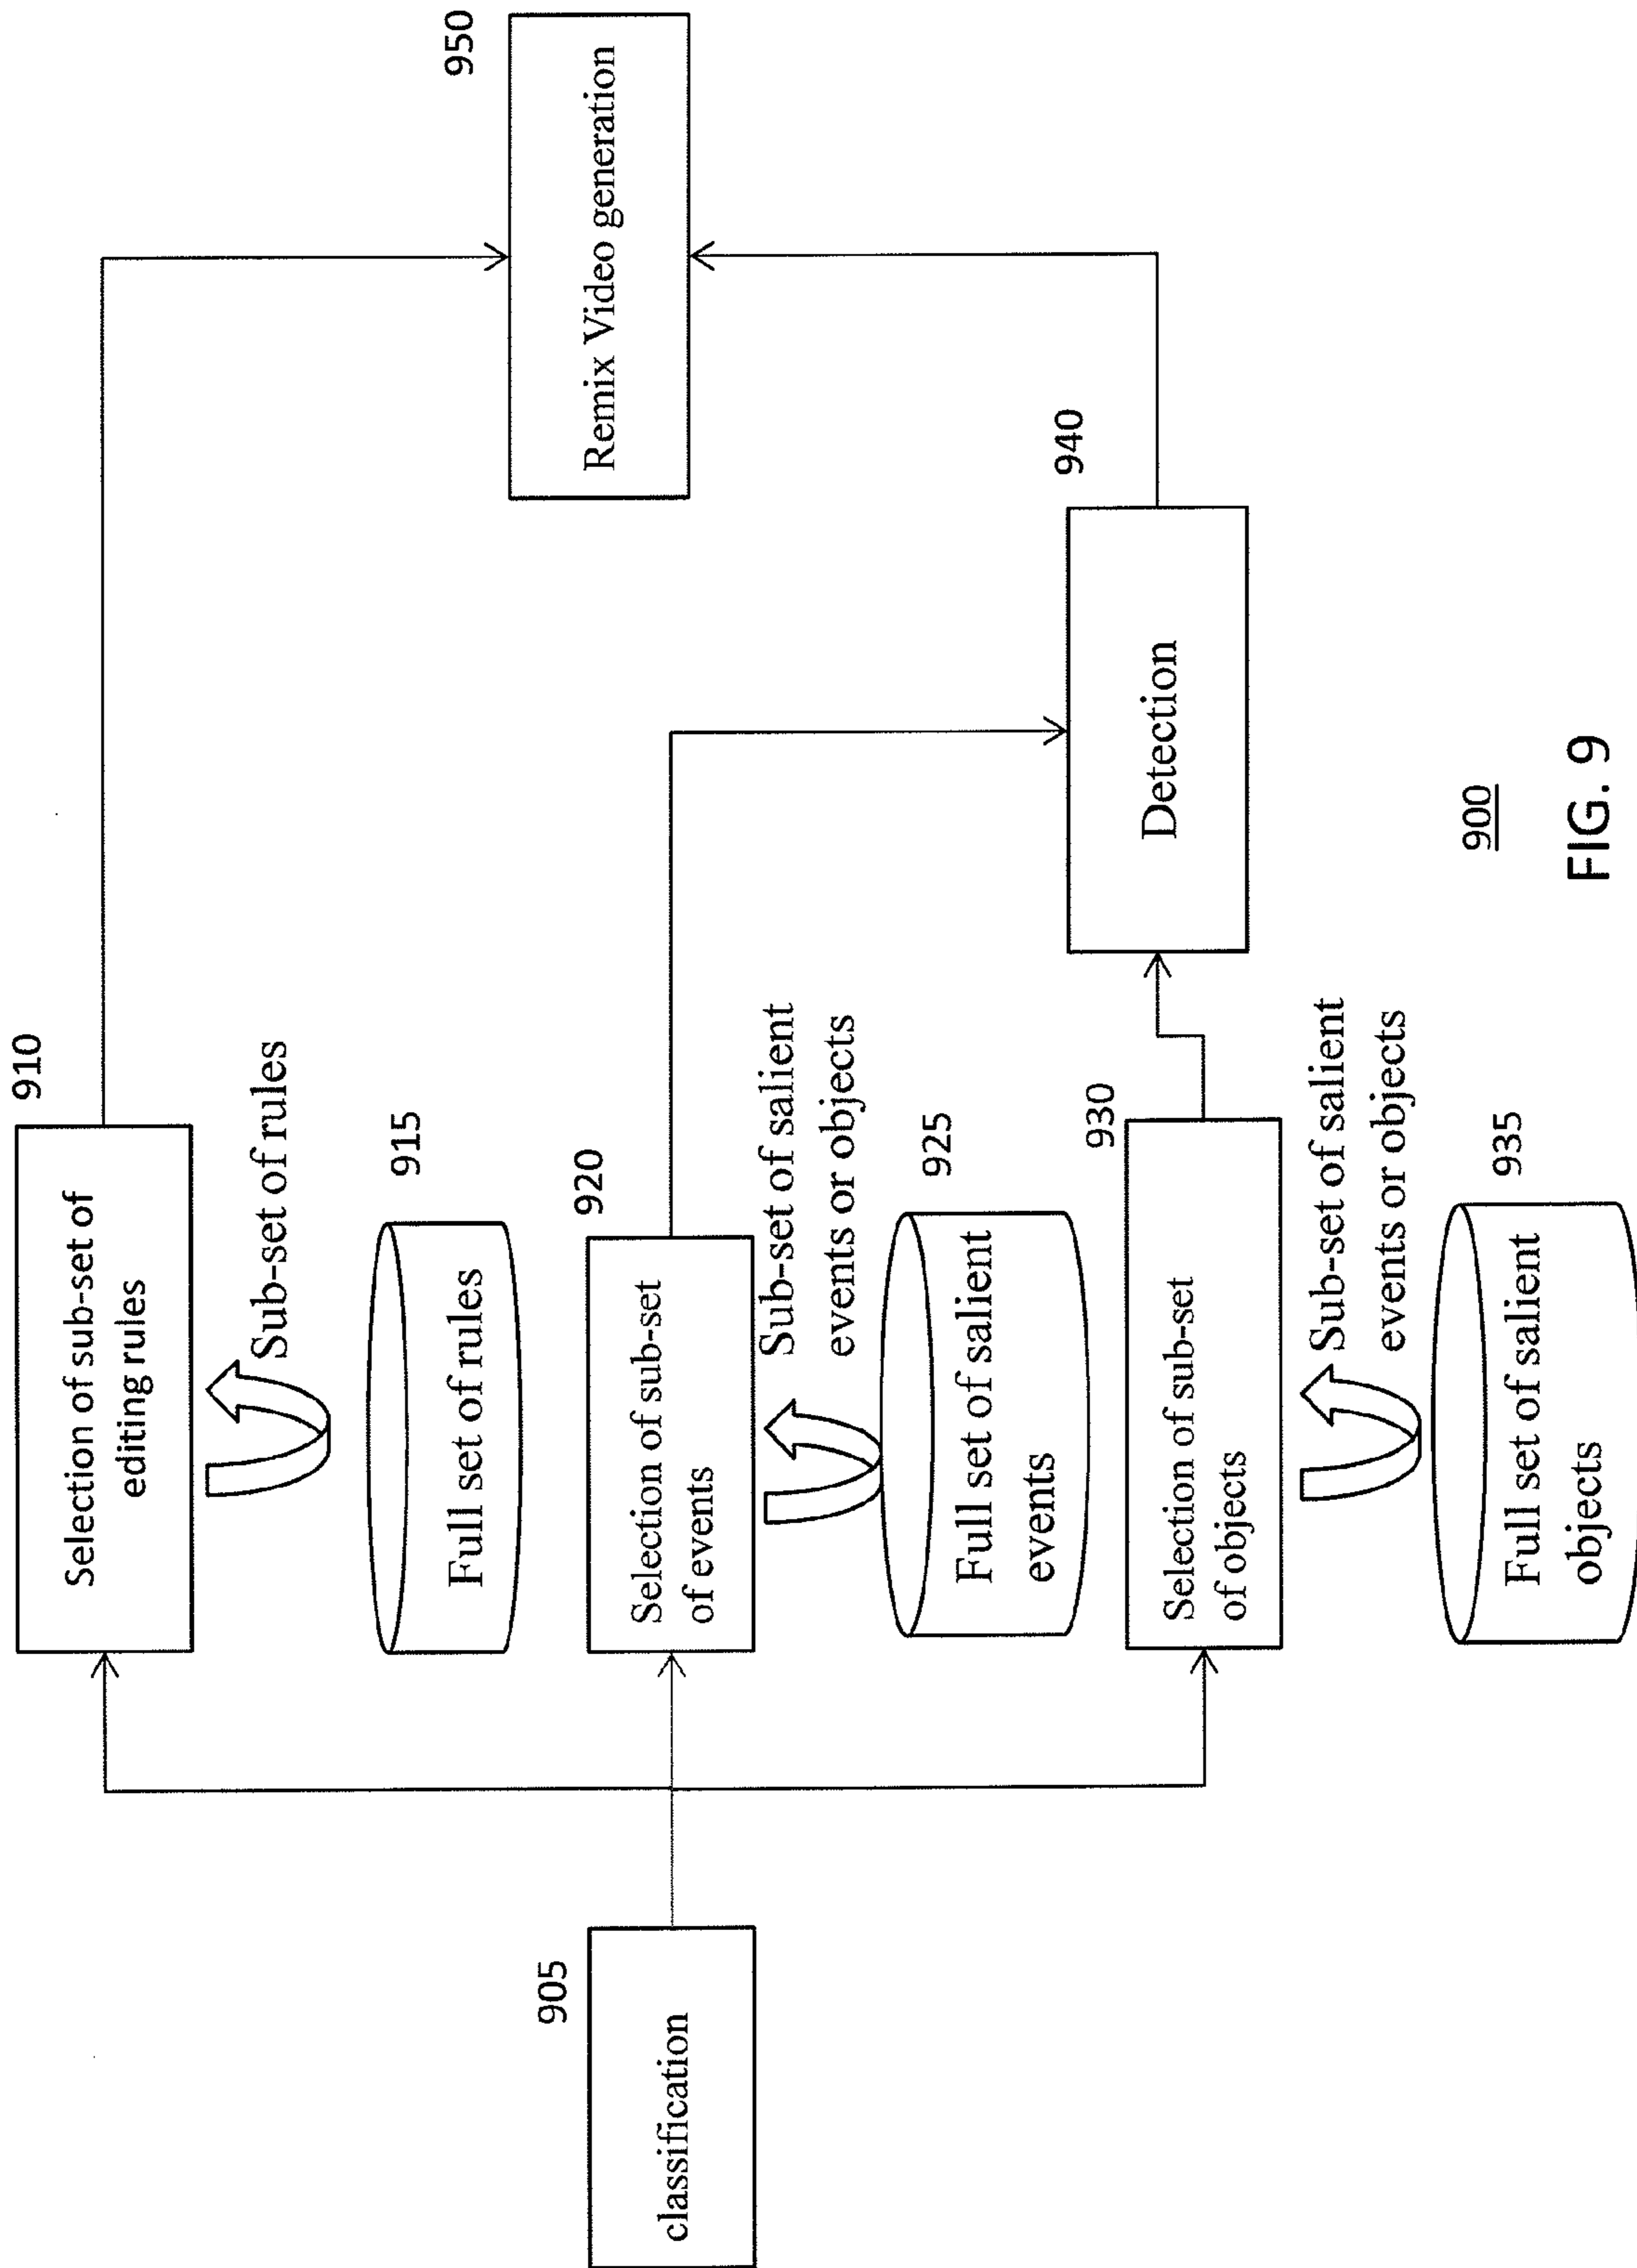 905
classification
910
Selection of sub-set of
editing rules
Sub-set of rules
915
Full set of rules
920
Selection of sub-set
of events
Sub-set of salient
events or objects
925
Full set of salient
events
930
Selection of sub-set
of objects
Sub-set of salient
events or objects
935
Full set of salient
objects
940
Detection
950
Remix Video generation
900
FIG. 9